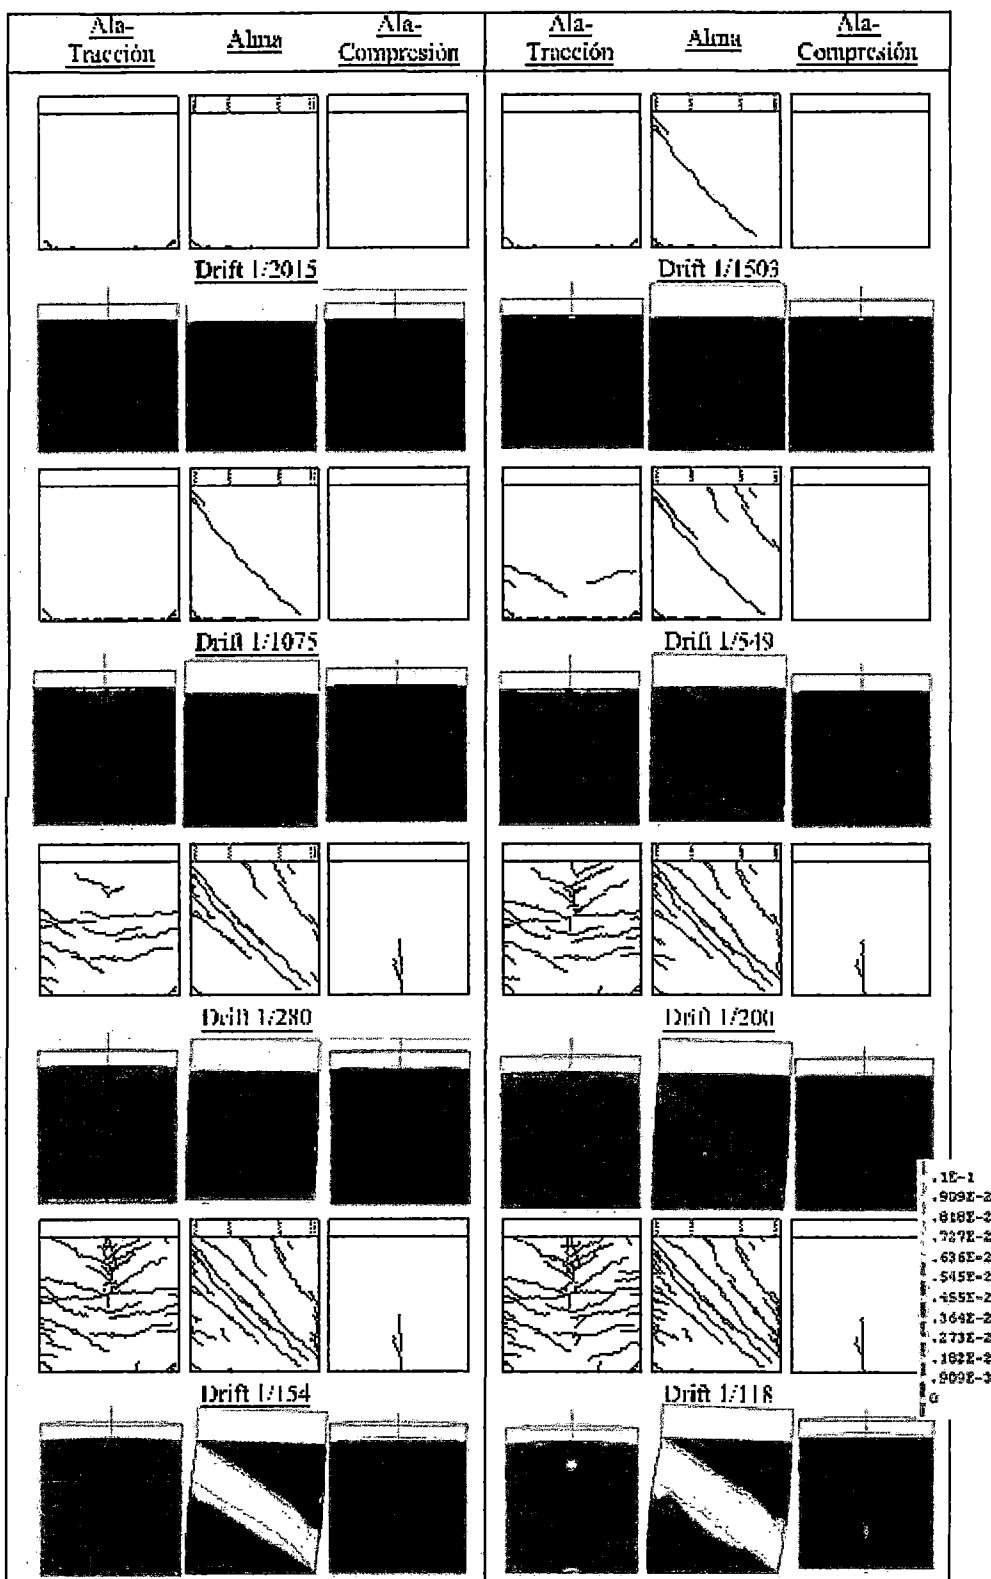 Ala-Tracción Alma Ala-Compresión Ala-Tracción Alma Ala-Compresión
Drift 1/2015 Drift 1/1503
Drift 1/1075 Drift 1/549
Drift 1/280 Drift 1/200
.1E-1
.909E-2
.818E-2
.727E-2
.636E-2
.545E-2
.455E-2
.364E-2
.273E-2
.182E-2
.909E-3
0
Drift 1/154 Drift 1/118